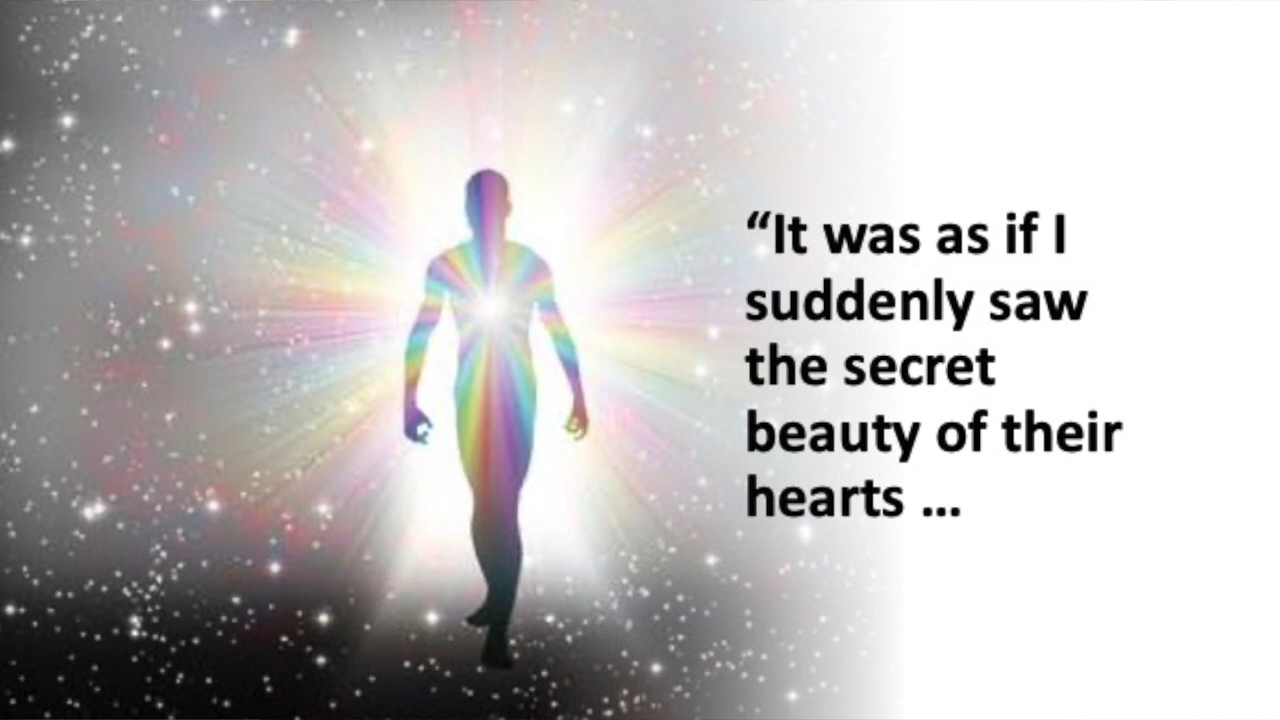 “It was as if I
suddenly saw
the secret
beauty of their
hearts …